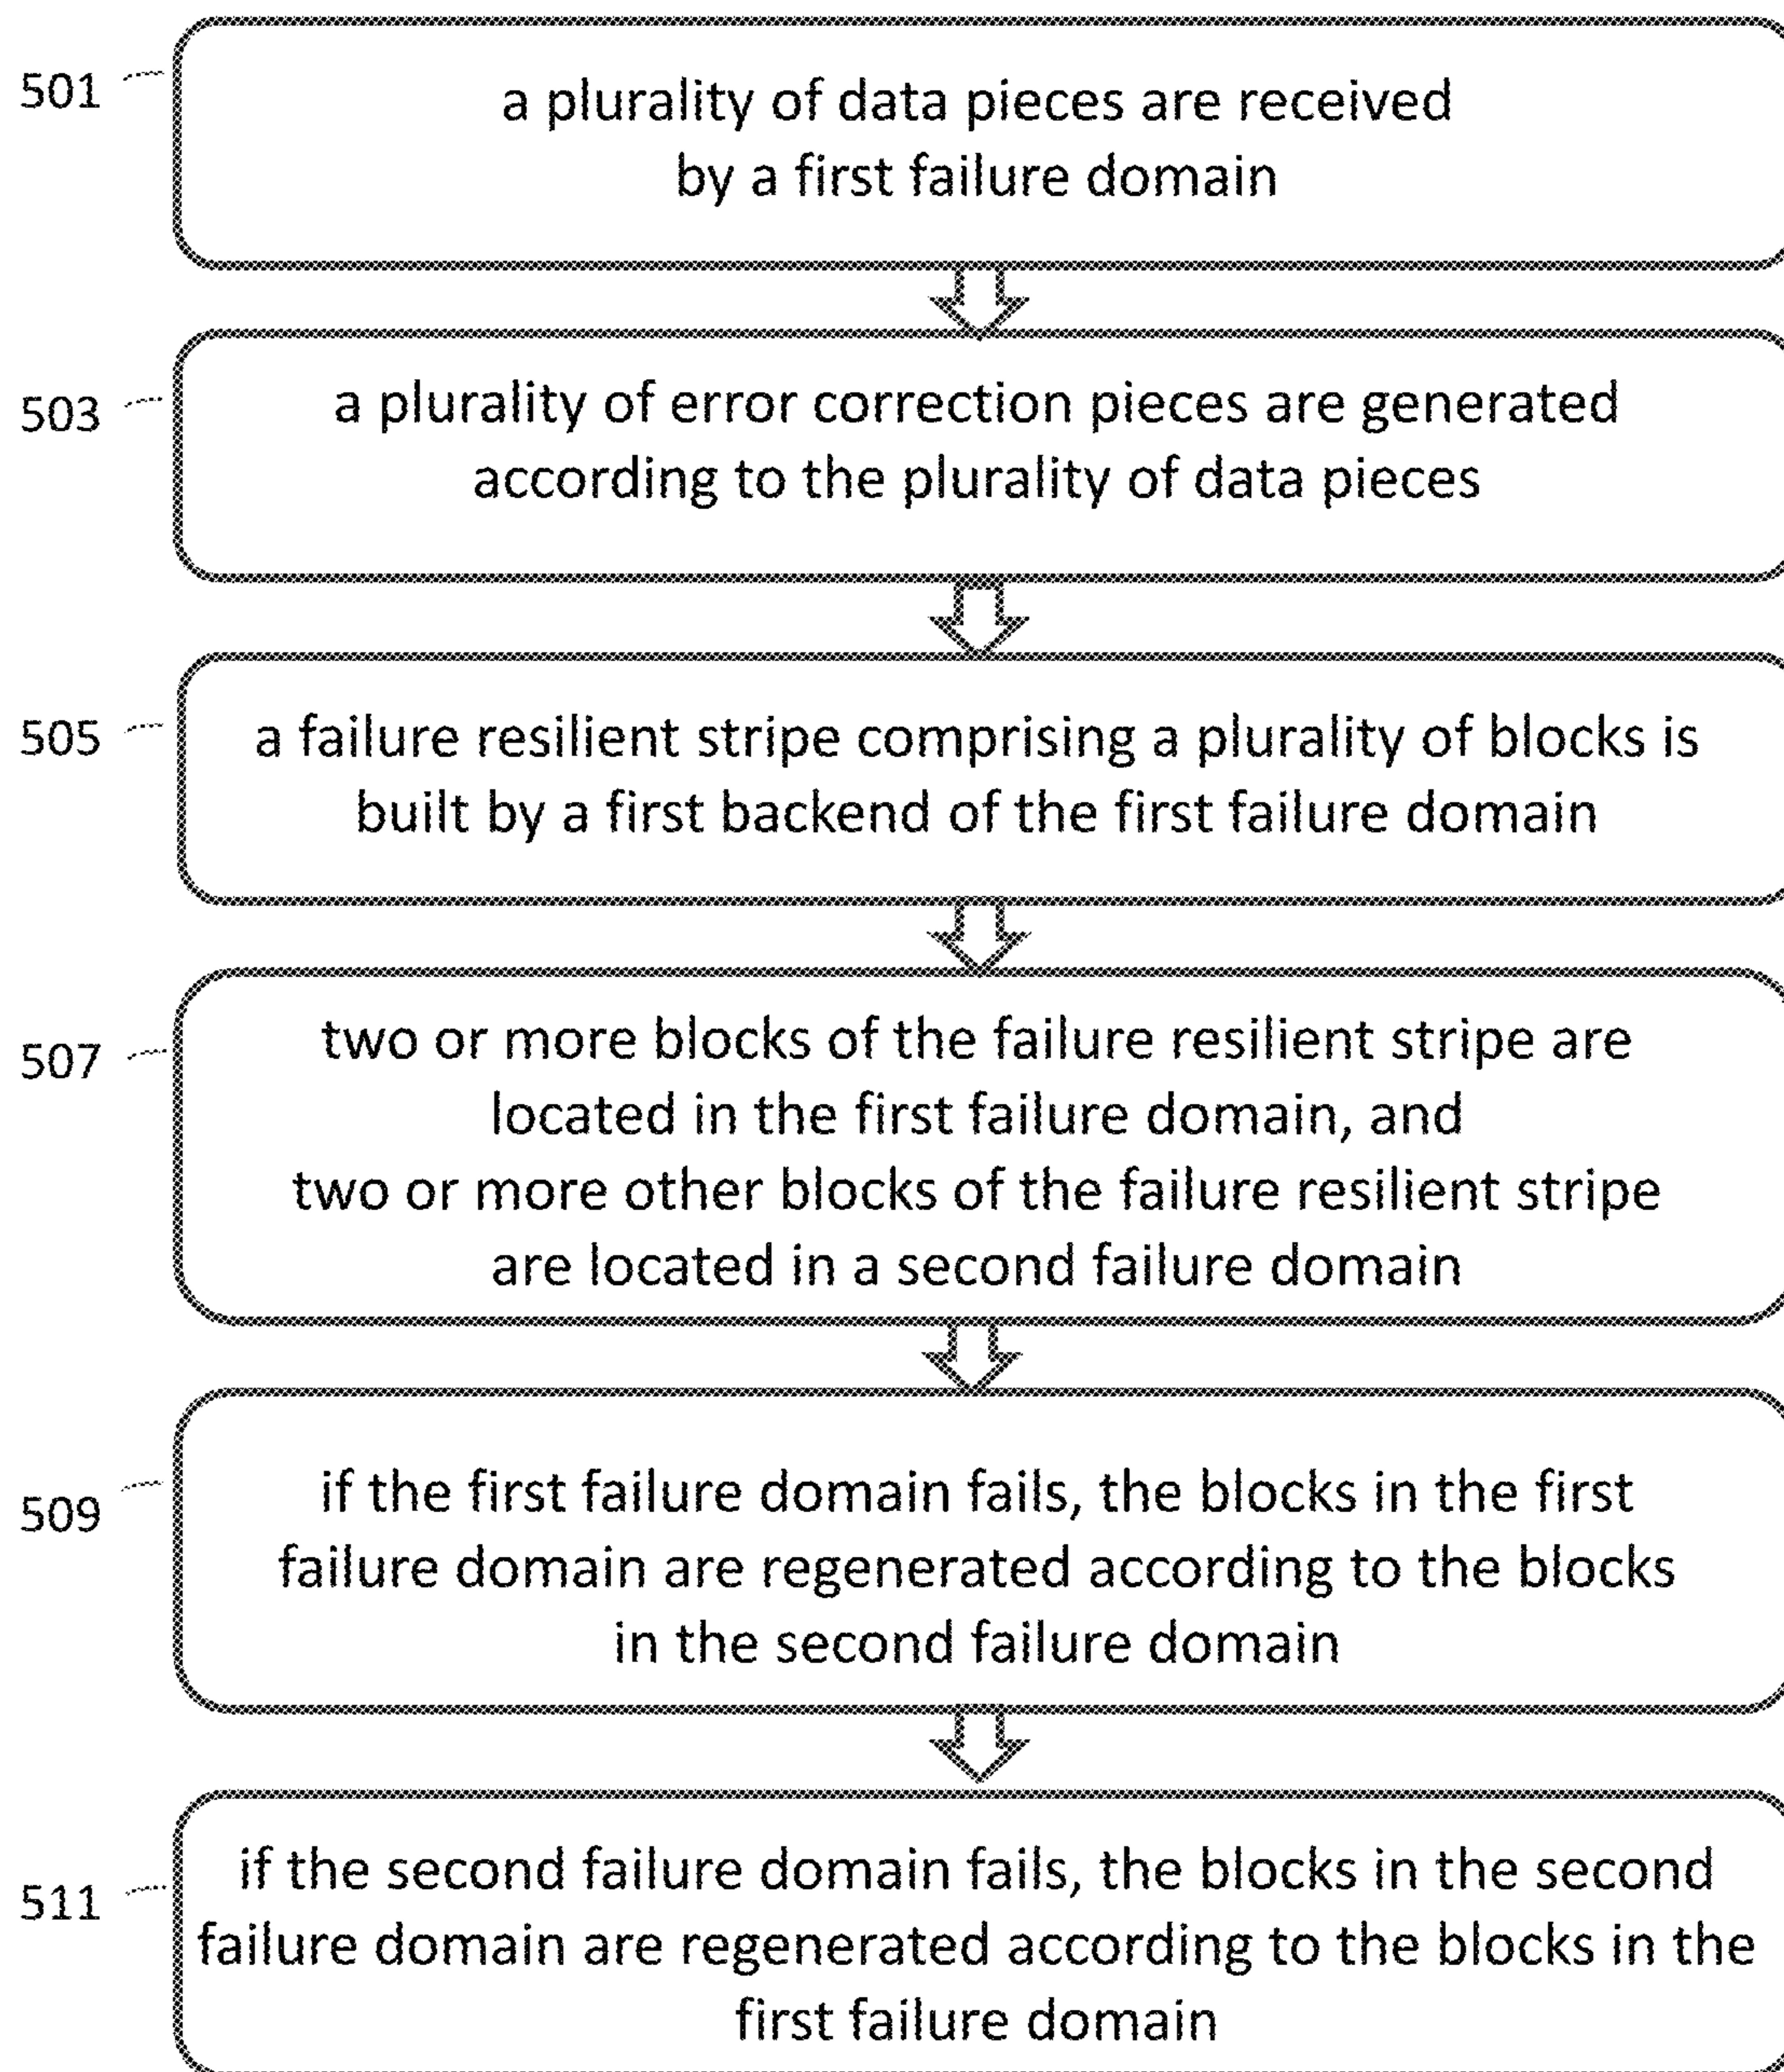 501
a plurality of data pieces are received
by a first failure domain
503
a plurality of error correction pieces are generated
according to the plurality of data pieces
505
a failure resilient stripe comprising a plurality of blocks is
built by a first backend of the first failure domain
507
two or more blocks of the failure resilient stripe are
located in the first failure domain, and
two or more other blocks of the failure resilient stripe
are located in a second failure domain
509
if the first failure domain fails, the blocks in the first
failure domain are regenerated according to the blocks
in the second failure domain
511
if the second failure domain fails, the blocks in the second
failure domain are regenerated according to the blocks in the
first failure domain